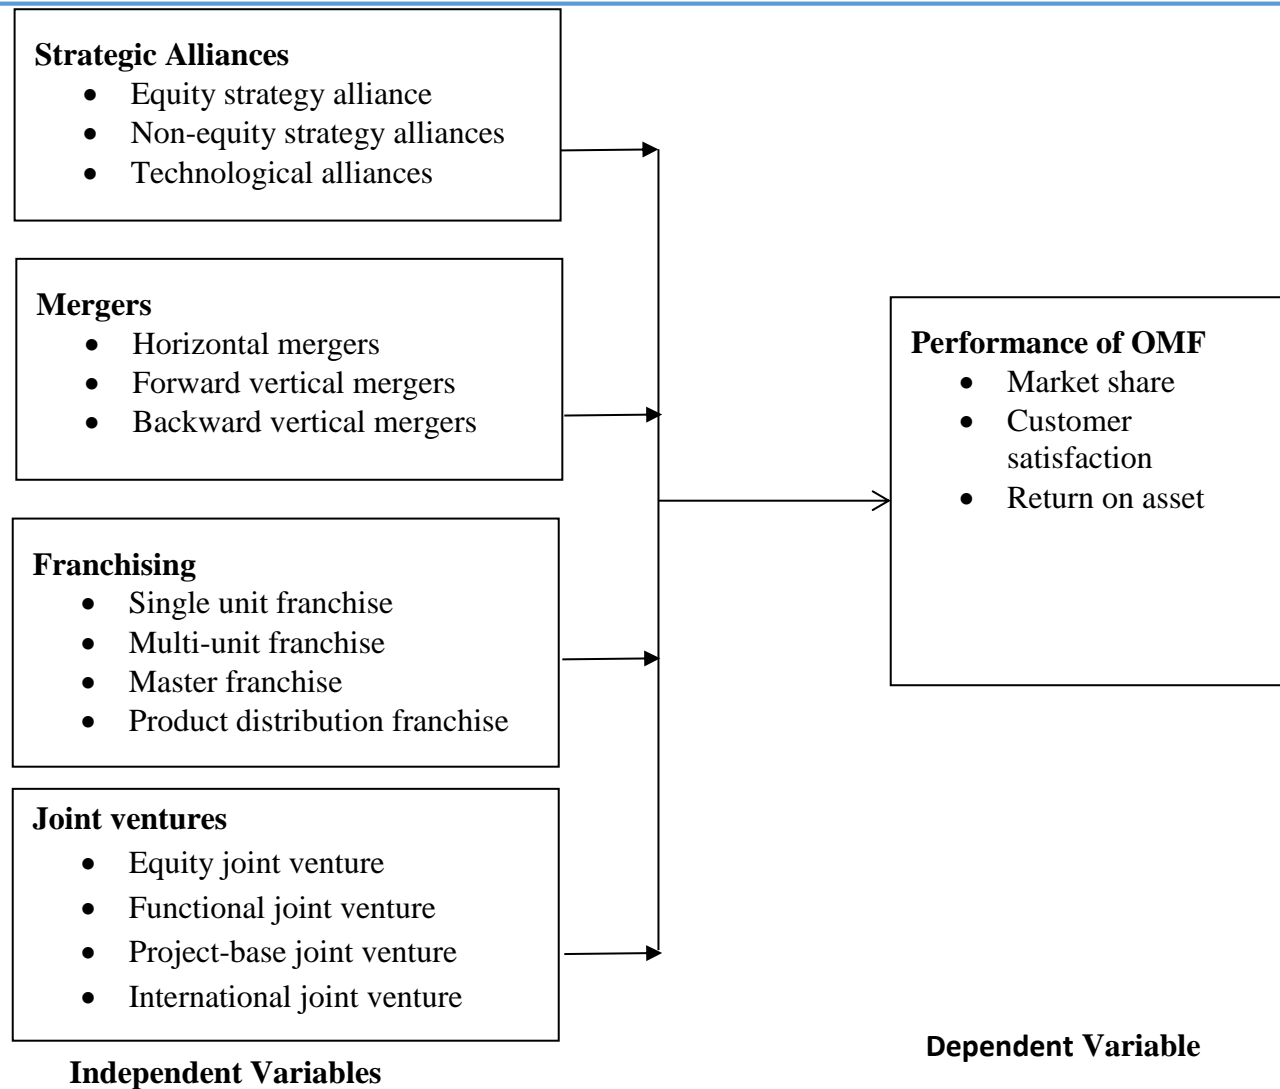 Strategic Alliances
• Equity strategy alliance
• Non-equity strategy alliances
• Technological alliances
Mergers
• Horizontal mergers
• Forward vertical mergers
• Backward vertical mergers
Franchising
• Single unit franchise
• Multi-unit franchise
• Master franchise
• Product distribution franchise
Joint ventures
• Equity joint venture
• Functional joint venture
• Project-base joint venture
• International joint venture
Independent Variables
Performance of OMF
• Market share
• Customer
satisfaction
• Return on asset
Dependent Variable